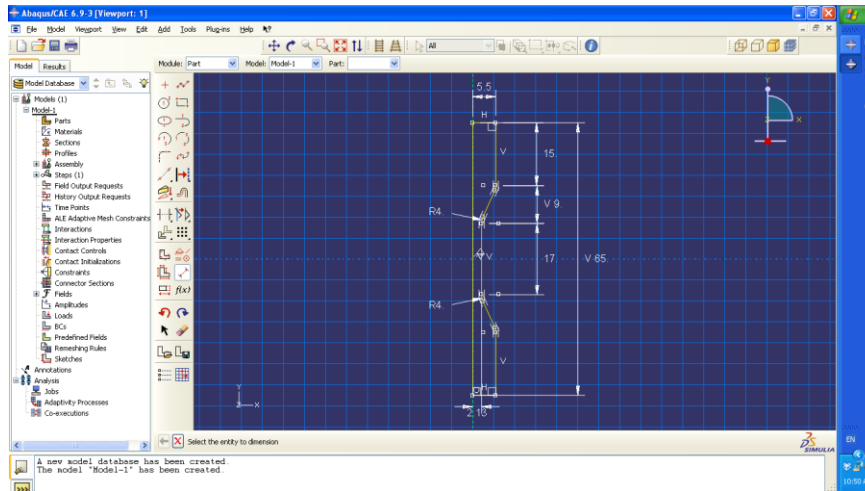 Abaqus/CAE 6.9-3 [Viewport: 1]
File Model Viewport View Edit Add Tools Plug-ins Help
All
Model Results
Module: Part Model: Model-1 Part:
Model Database
Models (1)
Model-1
Parts
Materials
Sections
Profiles
Assembly
Steps (1)
Field Output Requests
History Output Requests
Time Points
ALE Adaptive Mesh Constraints
Interactions
Interaction Properties
Contact Controls
Contact Initializations
Constraints
Connector Sections
Fields
Amplitudes
Loads
BCs
Predefined Fields
Remeshing Rules
Sketches
Annotations
Analysis
Jobs
Adaptivity Processes
Co-executions
f(x)
5.5
H
V
15.
V 9.
R4.
17
V
V 65.
R4.
V
H
2.13
Y
Z X
Y
Z X
Select the entity to dimension
SIMULIA
A new model database has been created.
The model "Model-1" has been created.
>>>
EN